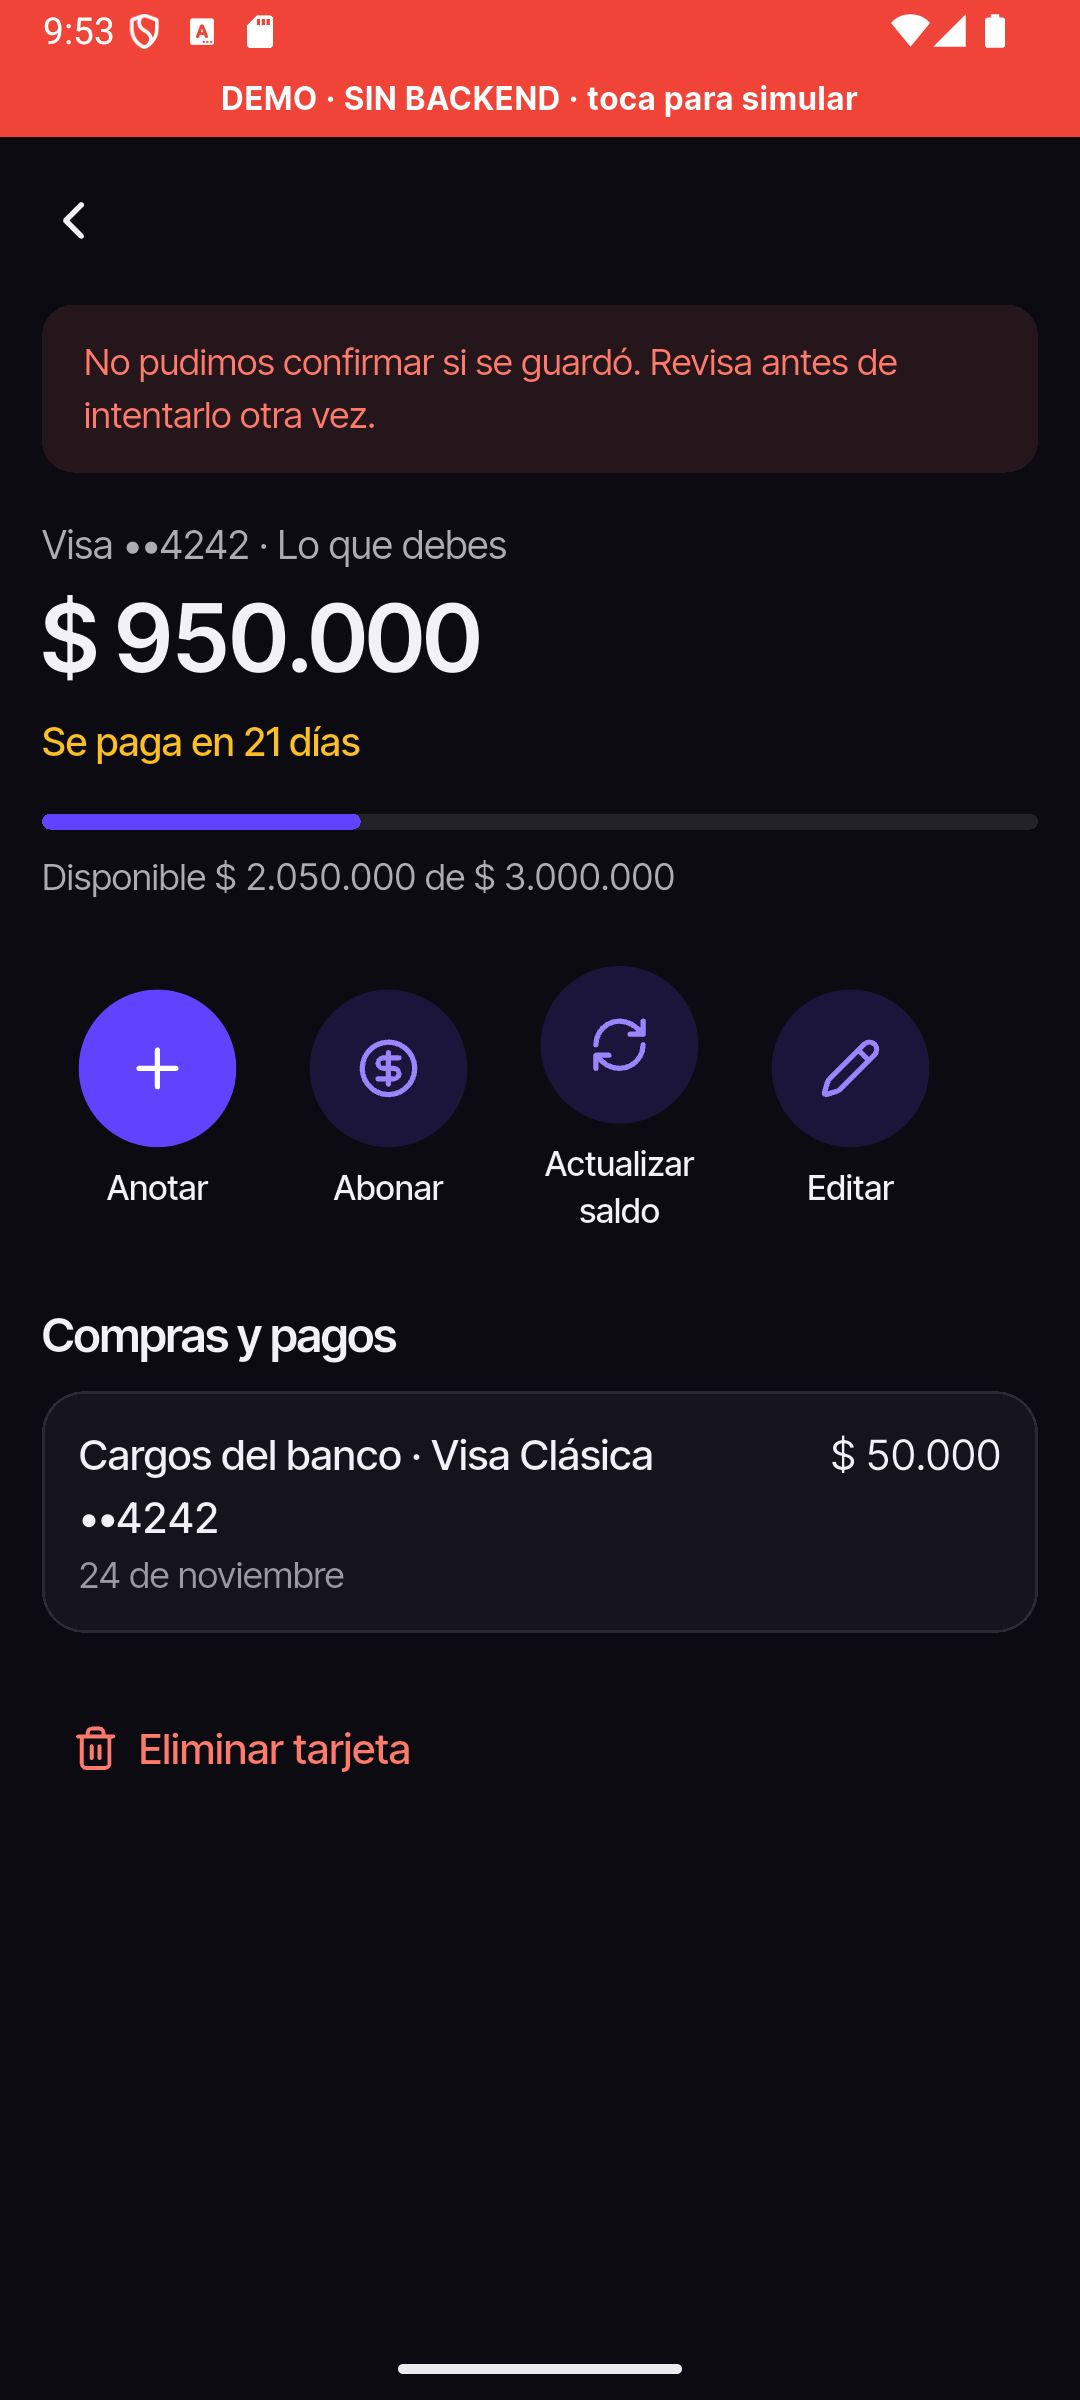 9:53
DEMO · SIN BACKEND · toca para simular
No pudimos confirmar si se guardó. Revisa antes de
intentarlo otra vez.
Visa ••4242 · Lo que debes
$ 950.000
Se paga en 21 días
Disponible $ 2.050.000 de $ 3.000.000
Anotar
Abonar
Actualizar
saldo
Editar
Compras y pagos
Cargos del banco · Visa Clásica
••4242
$ 50.000
24 de noviembre
Eliminar tarjeta